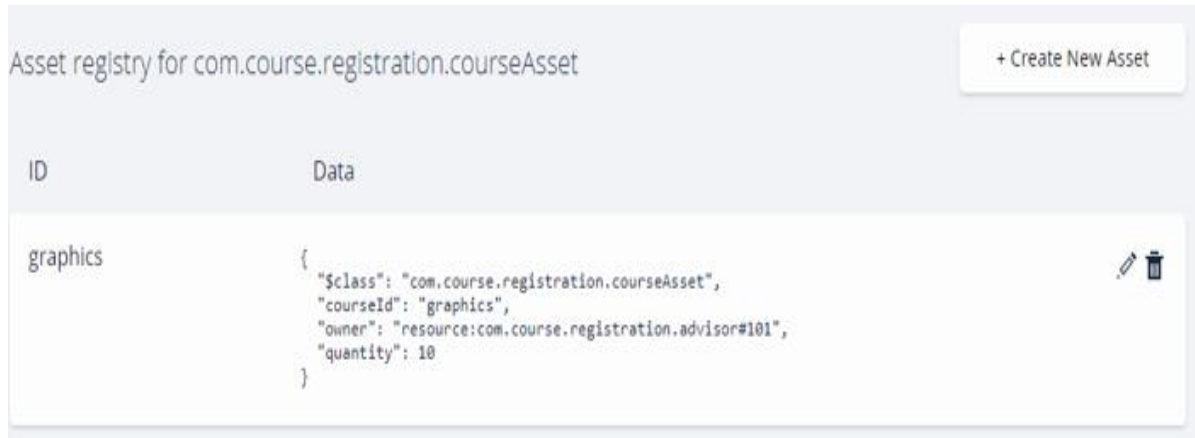 Asset registry for com.course.registration.courseAsset
+ Create New Asset
ID Data
graphics
{
"$class": "com.course.registration.courseAsset",
"courseId": "graphics",
"owner": "resource:com.course.registration.advisor#101",
"quantity": 10
}